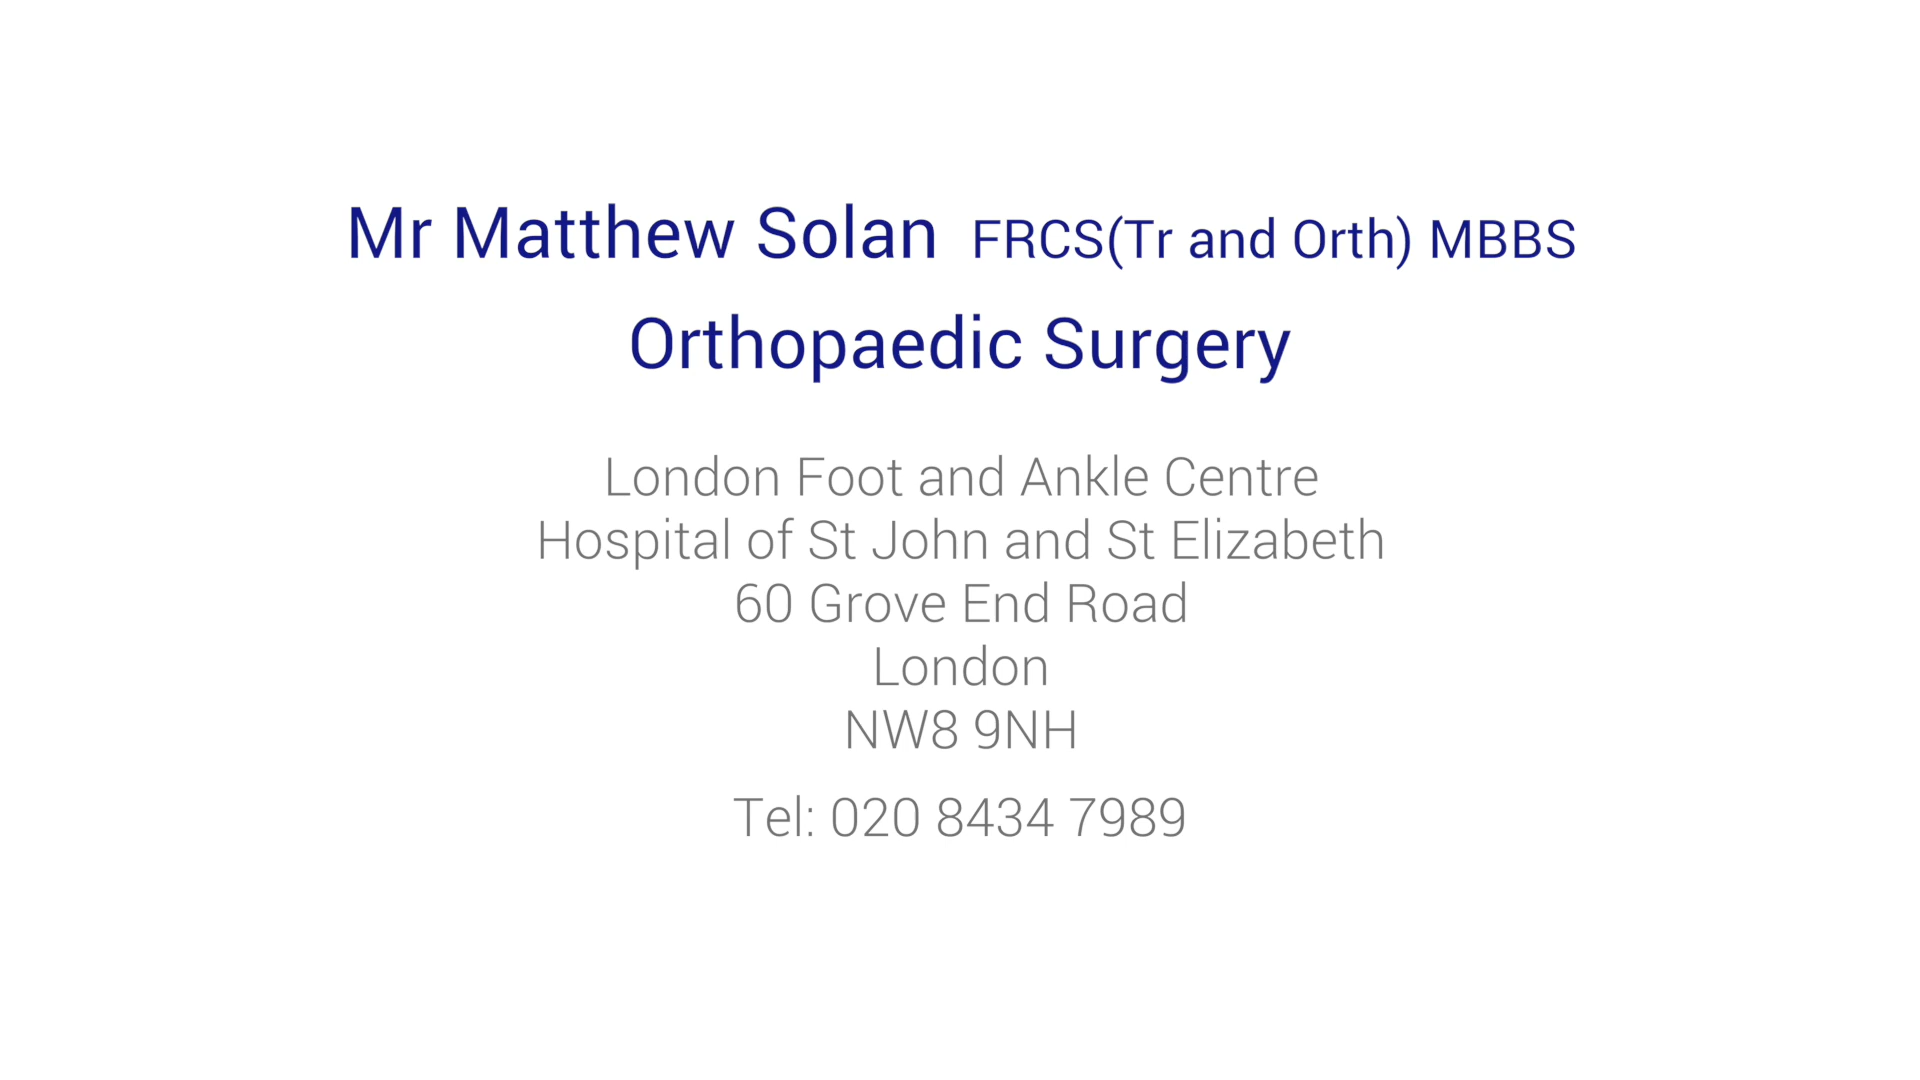 Mr Matthew Solan FRCS(Tr and Orth) MBBS
Orthopaedic Surgery
London Foot and Ankle Centre
Hospital of St John and St Elizabeth
60 Grove End Road
London
NW8 9NH
Tel: 020 8434 7989